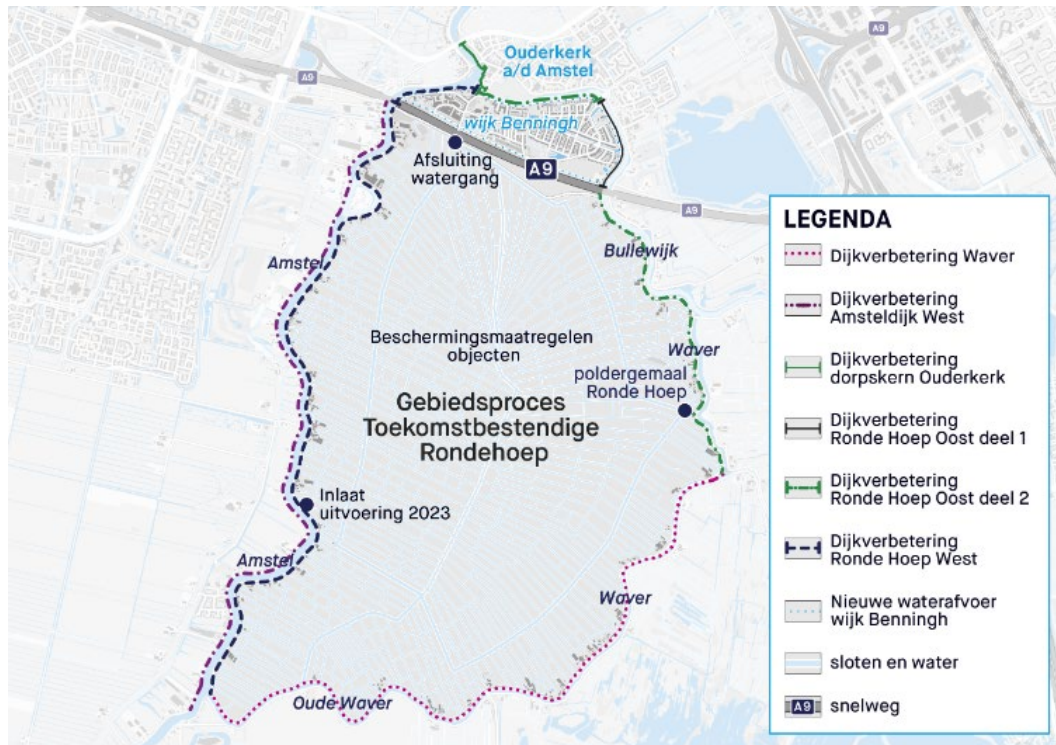 Ouderkerk
a/d Amstel
A9
A9
wijk Benningh
Afsluiting
watergang
A9
A9
Amstel
Bullewijk
Beschermingsmaatregelen
objecten
Waver
poldergemaal
Ronde Hoep
Gebiedsproces
Toekomstbestendige
Rondehoep
Inlaat
uitvoering 2023
Amstel
Waver
Oude Waver
LEGENDA
Dijkverbetering Waver
Dijkverbetering
Amsteldijk West
Dijkverbetering
dorpskern Ouderkerk
Dijkverbetering
Ronde Hoep Oost deel 1
Dijkverbetering
Ronde Hoep Oost deel 2
Dijkverbetering
Ronde Hoep West
Nieuwe waterafvoer
wijk Benningh
sloten en water
A9 snelweg